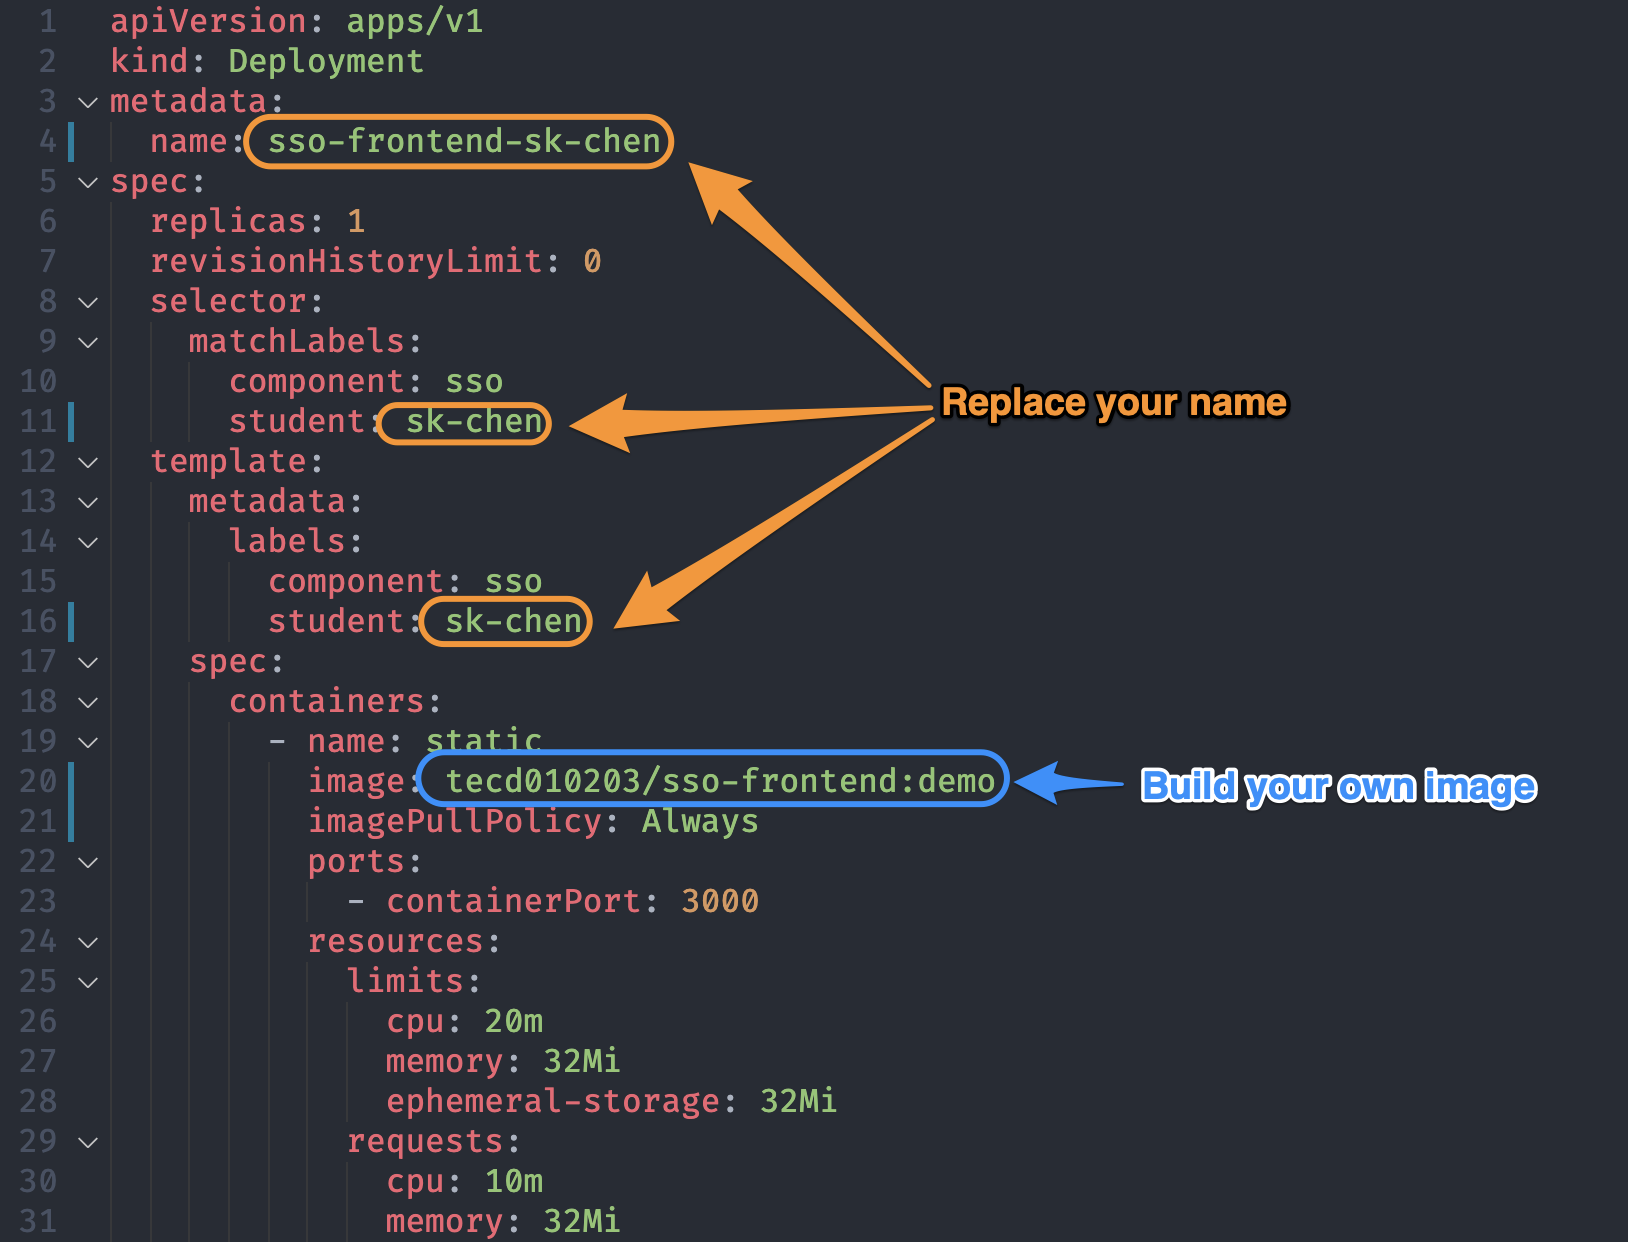 1 apiVersion: apps/v1
2 kind: Deployment
3 metadata:
4 name: sso-frontend-sk-chen
5 spec:
6 replicas: 1
7 revisionHistoryLimit: 0
8 selector:
9 matchLabels:
10 component: sso
11 student: sk-chen
Replace your name
12 template:
13 metadata:
14 labels:
15 component: sso
16 student: sk-chen
17 spec:
18 containers:
19 - name: static
20 image: tecd010203/sso-frontend:demo
Build your own image
21 imagePullPolicy: Always
22 ports:
23 - containerPort: 3000
24 resources:
25 limits:
26 cpu: 20m
27 memory: 32Mi
28 ephemeral-storage: 32Mi
29 requests:
30 cpu: 10m
31 memory: 32Mi